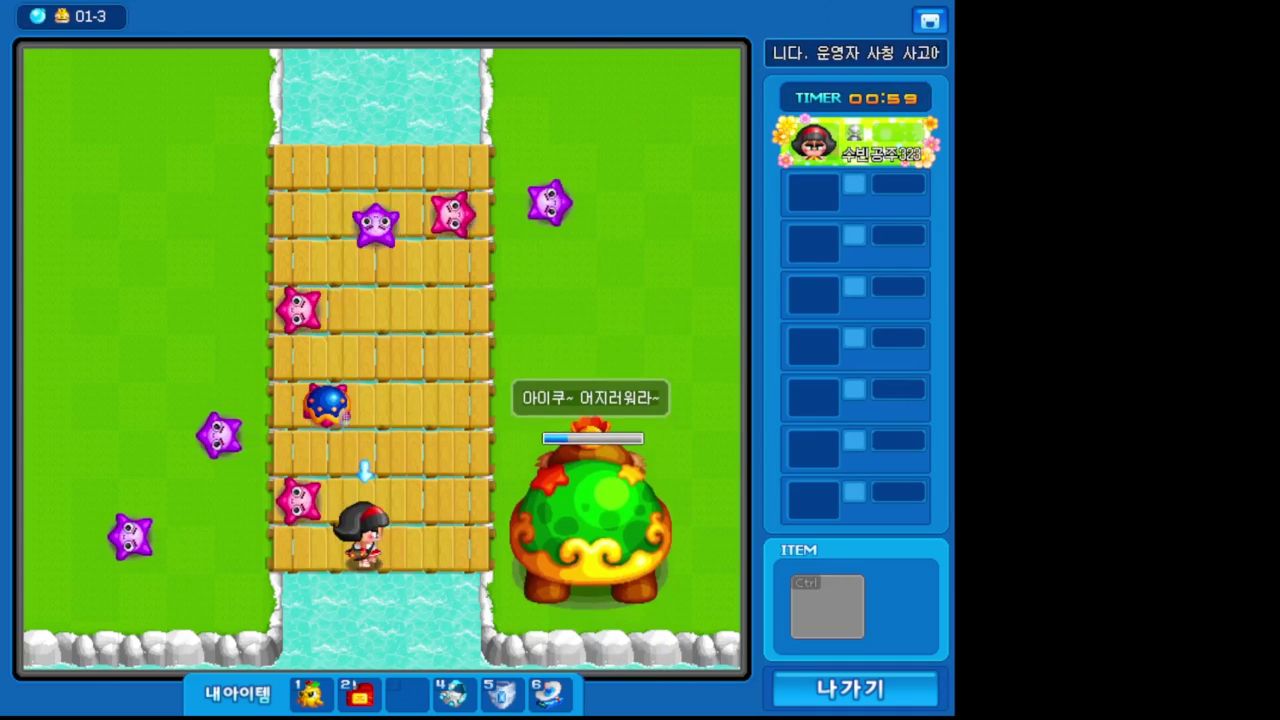 01-3
니다. 운영자 사칭 사고
TIMER 00:59
수빈공주323
아이쿠~ 어지러워라~
ITEM
Ctrl
내아이템
1
2
4
5
6
나가기